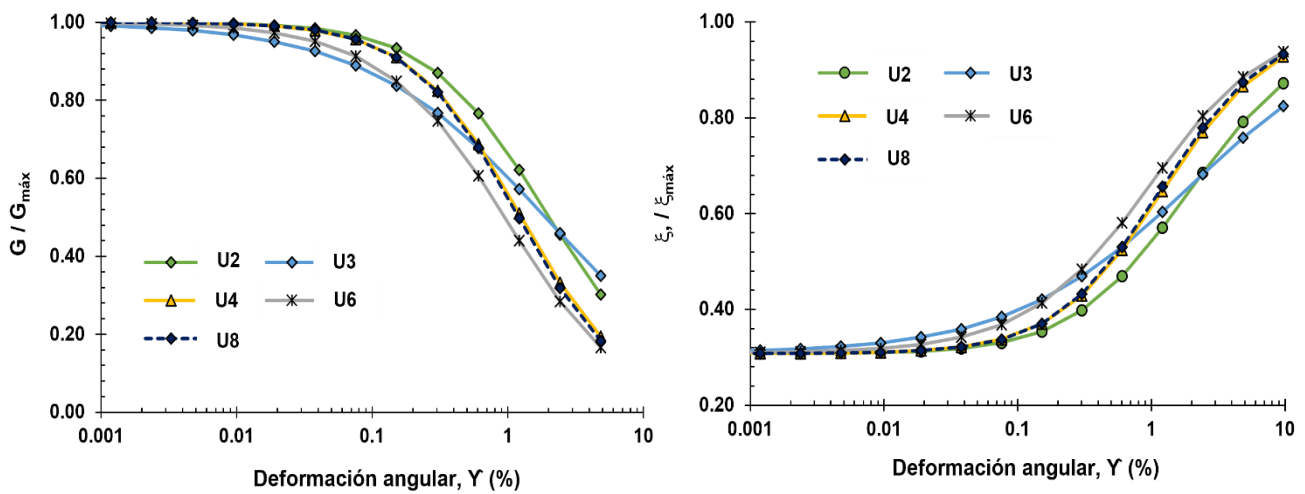 G / Gmáx
1.00
0.80
0.60
0.40
0.20
0.00
U2
U3
U4
U6
U8
0.001
0.01
0.1
1
10
Deformación angular, ϒ (%)
ξ, / ξmáx
1.00
0.80
0.60
0.40
0.20
U2
U3
U4
U6
U8
0.001
0.01
0.1
1
10
Deformación angular, ϒ (%)